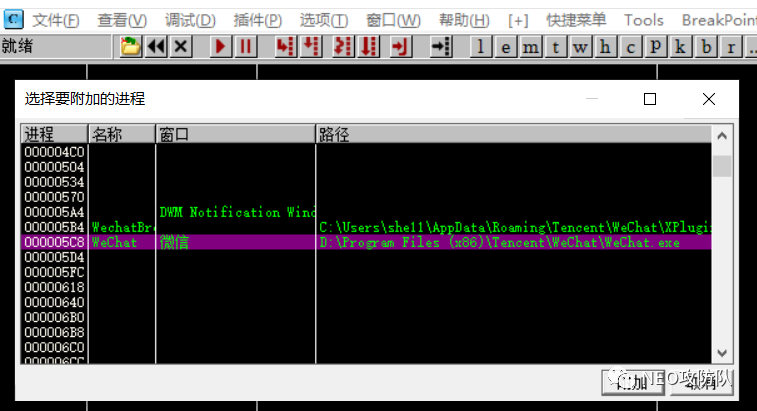 C 文件(F) 查看(V) 调试(D) 插件(P) 选项(T) 窗口(W) 帮助(H) [+] 快捷菜单 Tools BreakPoint
就绪 l e m t w h c p k b r ...
选择要附加的进程
进程 名称 窗口 路径
000004C0
00000504
00000534
00000570
000005A4 DWM Notification Wind
000005B4 WechatBr C:\Users\shell\AppData\Roaming\Tencent\WeChat\XPlugi
000005C8 WeChat 微信 D:\Program Files (x86)\Tencent\WeChat\WeChat.exe
000005D4
000005FC
00000618
00000640
000006B0
000006B8
000006C0
000006CC
附加 取消
NEO攻防队